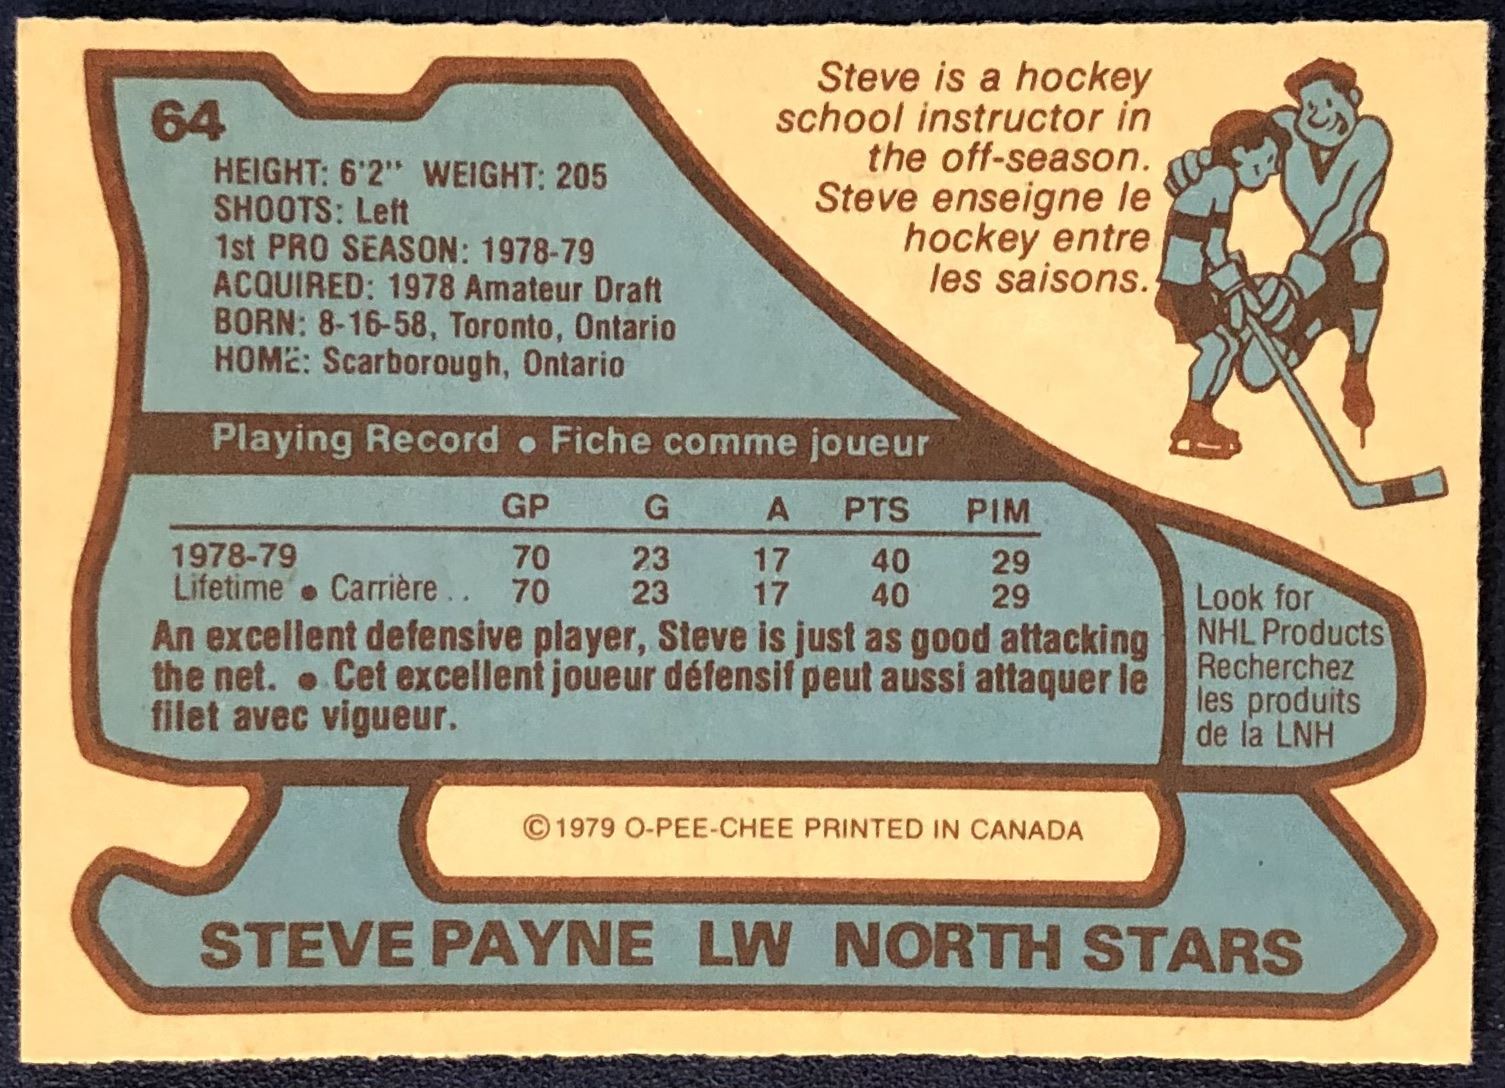 64
HEIGHT: 6'2" WEIGHT: 205
SHOOTS: Left
1st PRO SEASON: 1978-79
ACQUIRED: 1978 Amateur Draft
BORN: 8-16-58, Toronto, Ontario
HOME: Scarborough, Ontario
Steve is a hockey
school instructor in
the off-season.
Steve enseigne le
hockey entre
les saisons.
Playing Record • Fiche comme joueur
GP G A PTS PIM
1978-79 70 23 17 40 29
Lifetime • Carrière .. 70 23 17 40 29
An excellent defensive player, Steve is just as good attacking
the net. • Cet excellent joueur défensif peut aussi attaquer le
filet avec vigueur.
Look for
NHL Products
Recherchez
les produits
de la LNH
©1979 O-PEE-CHEE PRINTED IN CANADA
STEVE PAYNE LW NORTH STARS